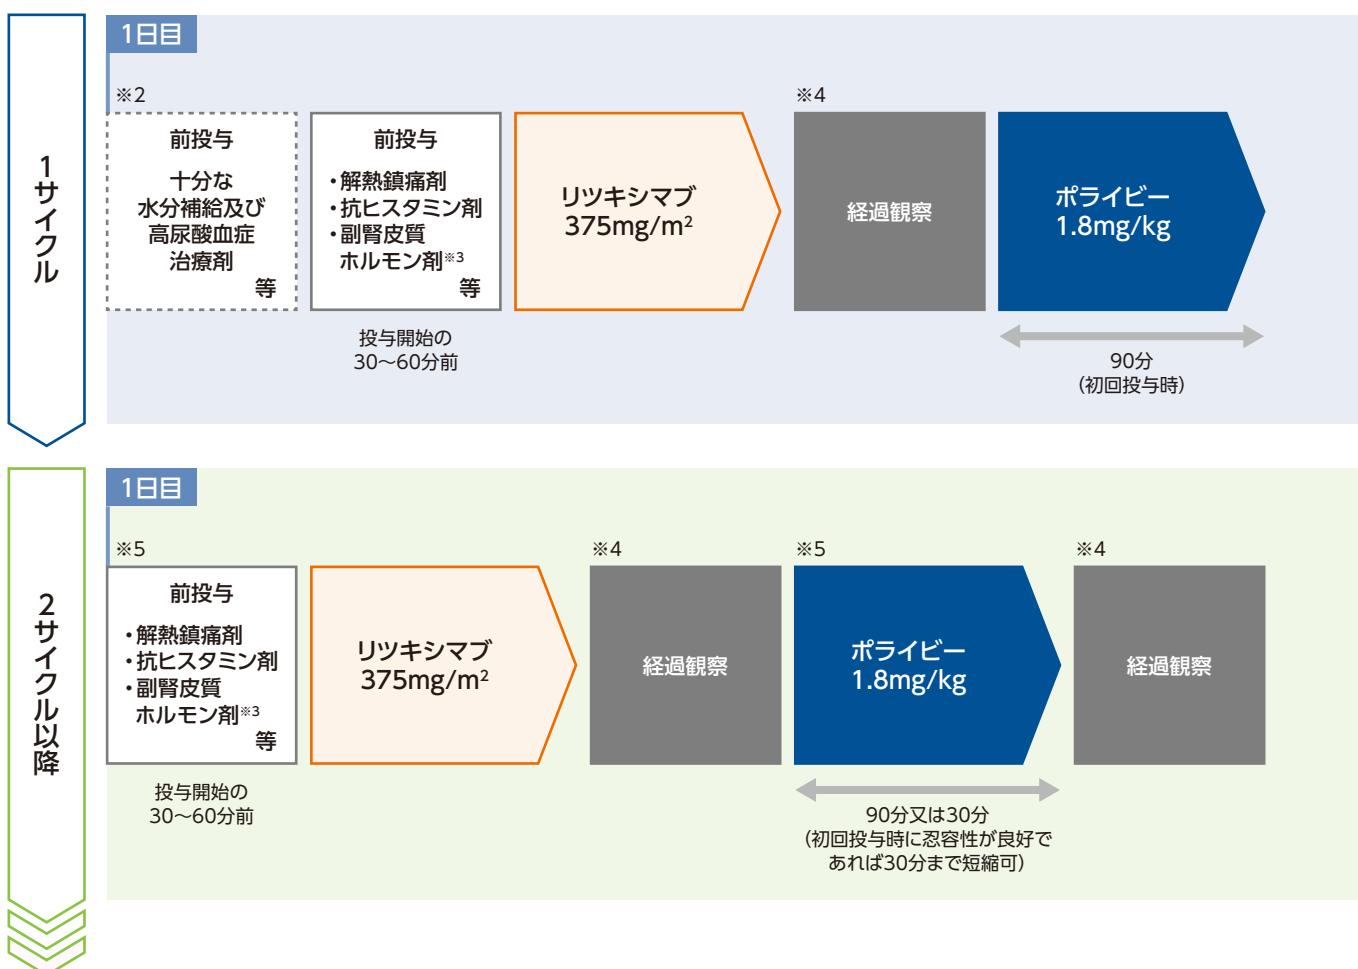 1サイクル
1日目
※2
前投与
十分な
水分補給及び
高尿酸血症
治療剤
等
前投与
・解熱鎮痛剤
・抗ヒスタミン剤
・副腎皮質
ホルモン剤※3
等
投与開始の
30〜60分前
リツキシマブ
375mg/m²
※4
経過観察
ポライビー
1.8mg/kg
90分
（初回投与時）
2サイクル以降
1日目
※5
前投与
・解熱鎮痛剤
・抗ヒスタミン剤
・副腎皮質
ホルモン剤※3
等
投与開始の
30〜60分前
リツキシマブ
375mg/m²
※4
経過観察
※5
ポライビー
1.8mg/kg
90分又は30分
（初回投与時に忍容性が良好で
あれば30分まで短縮可）
※4
経過観察